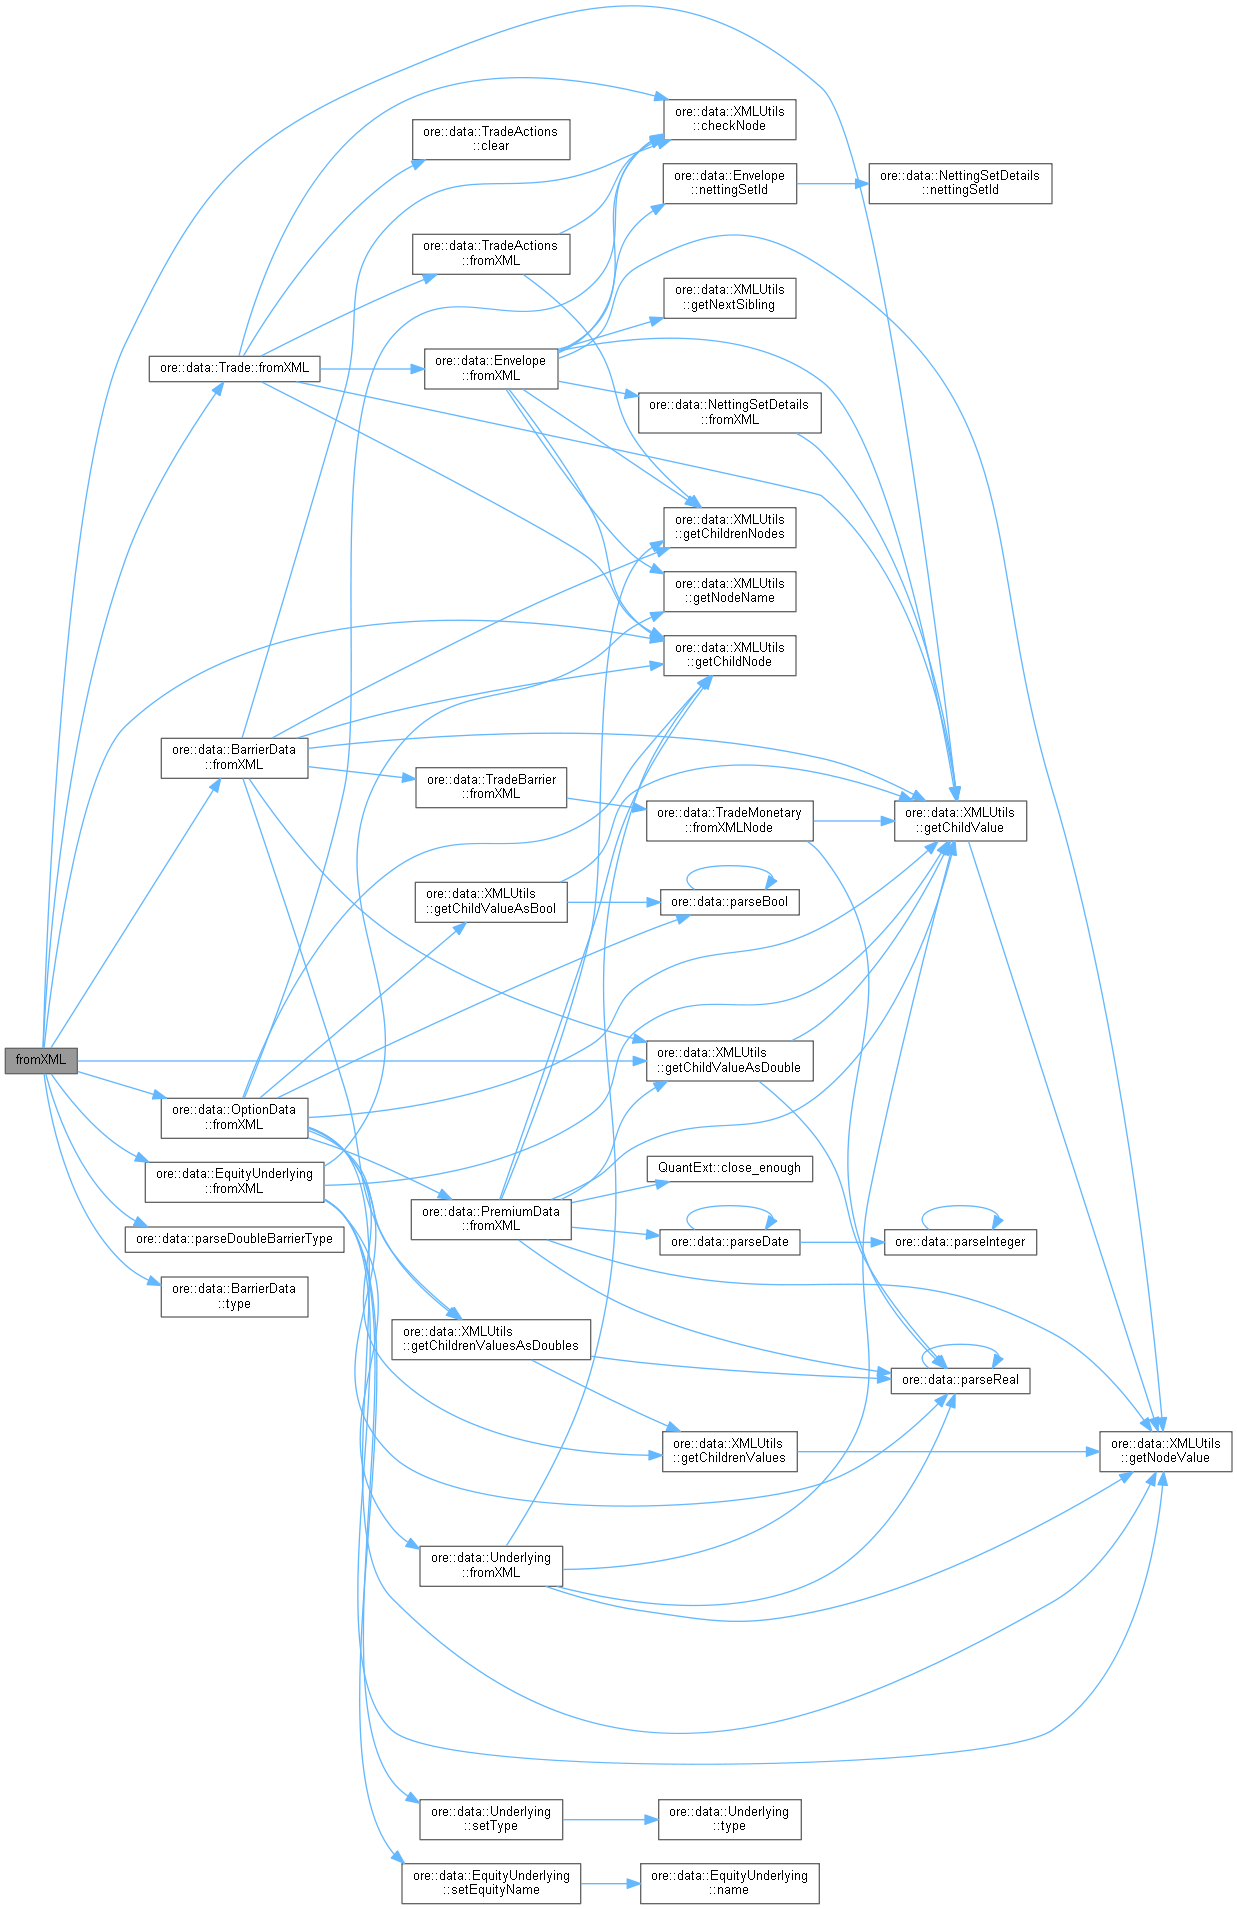 ore::data::XMLUtils
::checkNode
ore::data::TradeActions
::clear
ore::data::Envelope
::nettingSetId
ore::data::NettingSetDetails
::nettingSetId
ore::data::TradeActions
::fromXML
ore::data::XMLUtils
::getNextSibling
ore::data::Trade::fromXML
ore::data::Envelope
::fromXML
ore::data::NettingSetDetails
::fromXML
ore::data::XMLUtils
::getChildrenNodes
ore::data::XMLUtils
::getNodeName
ore::data::XMLUtils
::getChildNode
ore::data::BarrierData
::fromXML
ore::data::TradeBarrier
::fromXML
ore::data::TradeMonetary
::fromXMLNode
ore::data::XMLUtils
::getChildValue
ore::data::XMLUtils
::getChildValueAsBool
ore::data::parseBool
fromXML
ore::data::XMLUtils
::getChildValueAsDouble
ore::data::OptionData
::fromXML
ore::data::EquityUnderlying
::fromXML
QuantExt::close_enough
ore::data::PremiumData
::fromXML
ore::data::parseDoubleBarrierType
ore::data::parseDate
ore::data::parseInteger
ore::data::BarrierData
::type
ore::data::XMLUtils
::getChildrenValuesAsDoubles
ore::data::parseReal
ore::data::XMLUtils
::getChildrenValues
ore::data::XMLUtils
::getNodeValue
ore::data::Underlying
::fromXML
ore::data::Underlying
::setType
ore::data::Underlying
::type
ore::data::EquityUnderlying
::setEquityName
ore::data::EquityUnderlying
::name